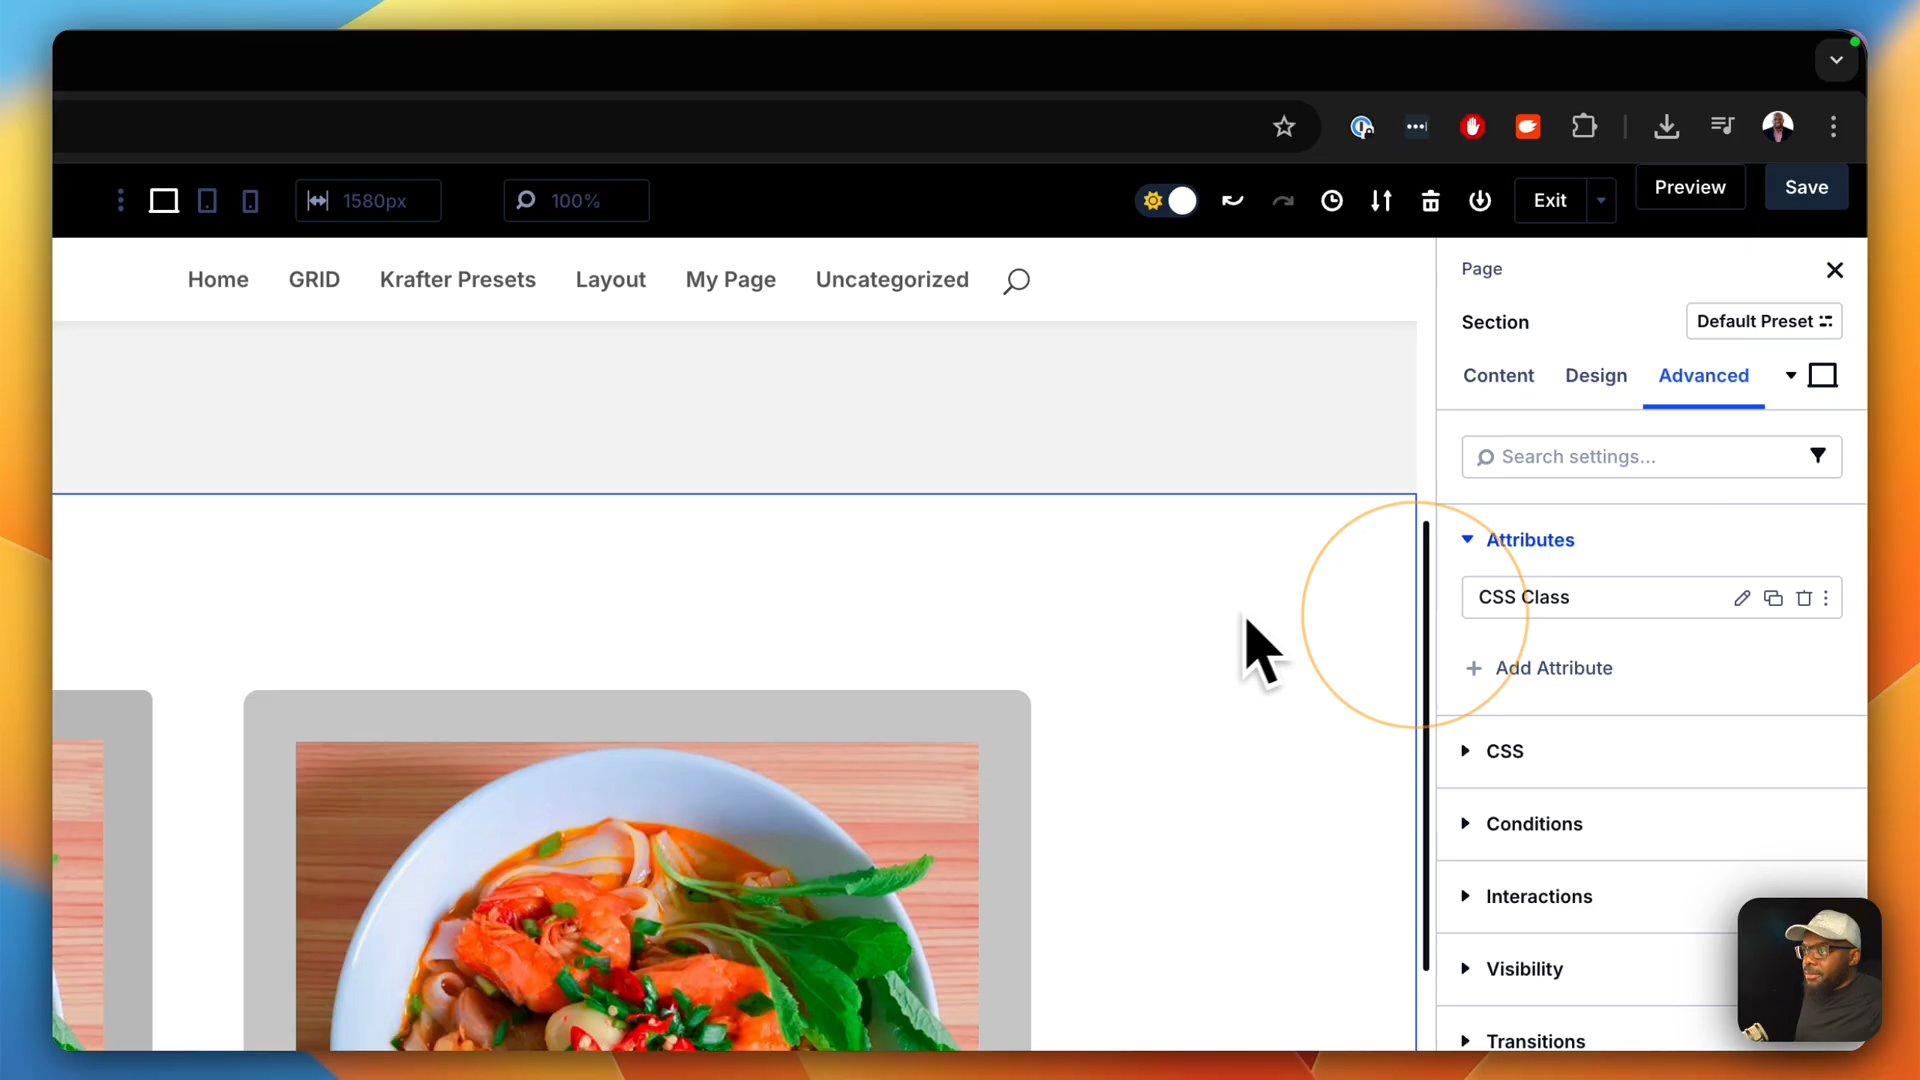 1580px
100%
Exit
Preview
Save
Home GRID Krafter Presets Layout My Page Uncategorized
Page
Section
Default Preset
Content Design Advanced
Search settings...
Attributes
CSS Class
Add Attribute
CSS
Conditions
Interactions
Visibility
Transitions